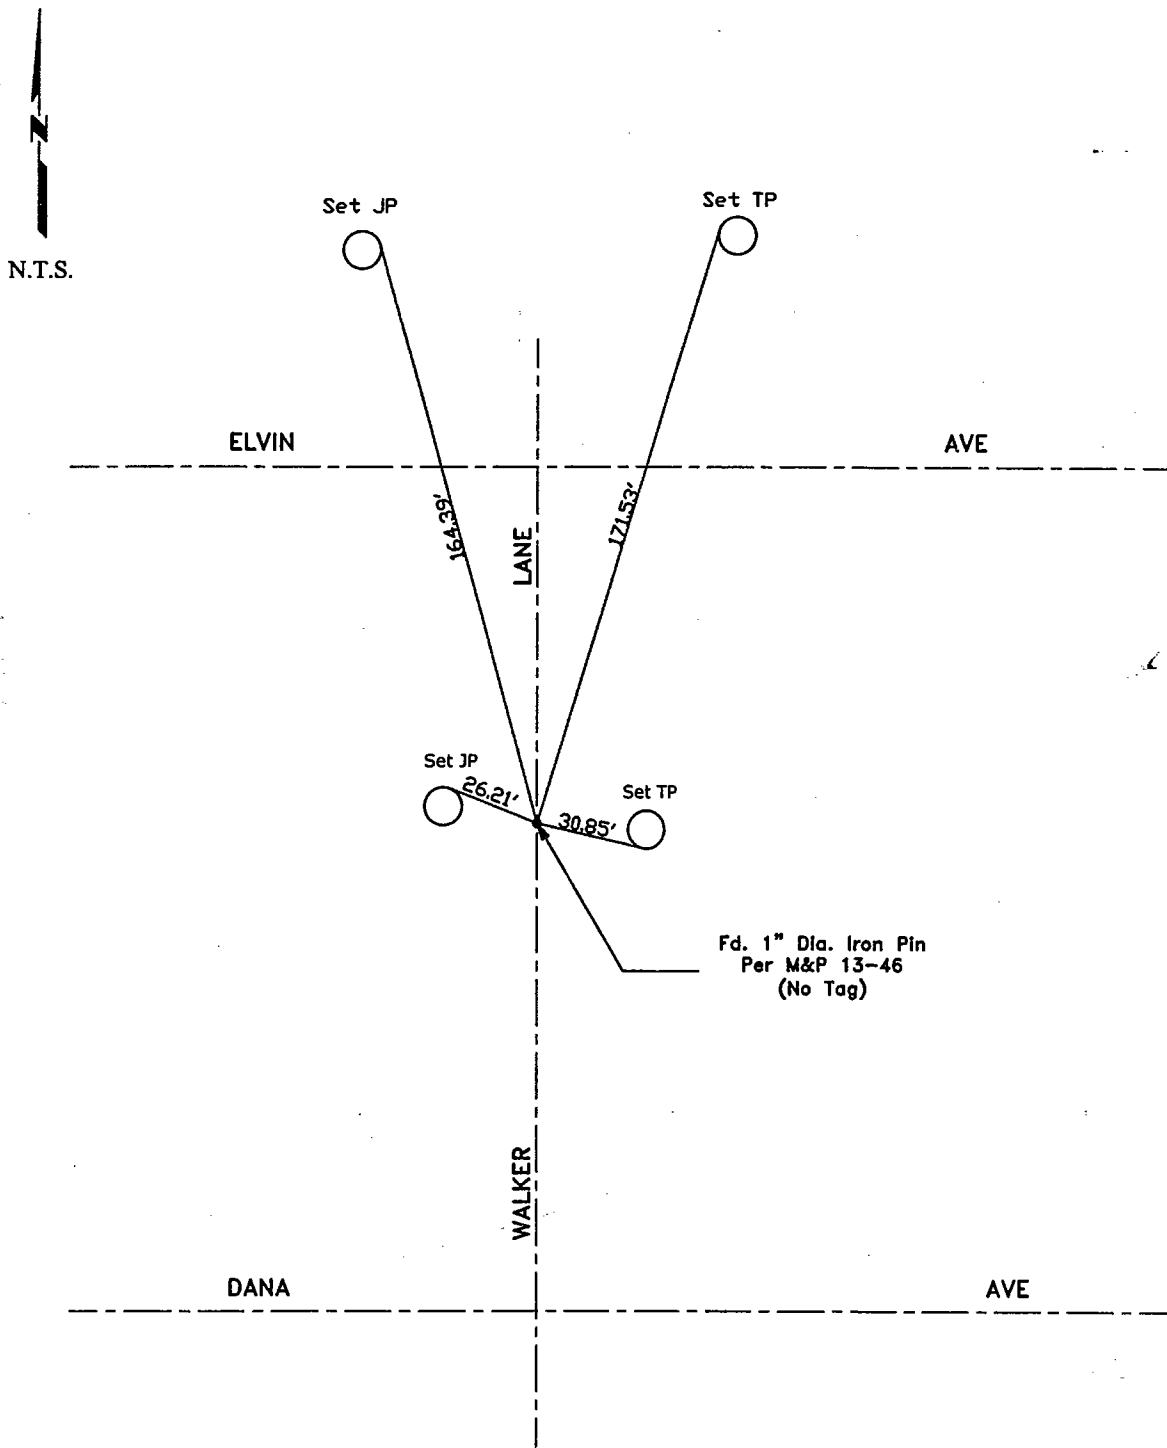 N
N.T.S.
Set JP
Set TP
ELVIN AVE
164.39'
171.53'
LANE
Set JP
26.21'
Set TP
30.85'
Fd. 1" Dia. Iron Pin
Per M&P 13-46
(No Tag)
WALKER
DANA AVE